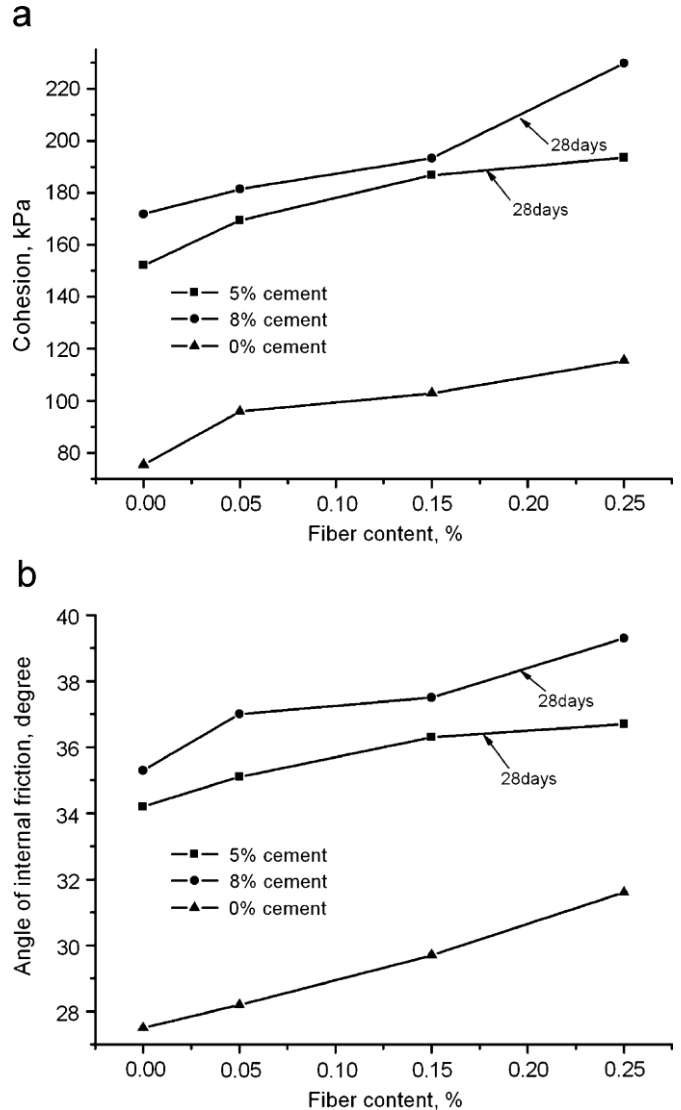 a
Cohesion, kPa
220
200
180
160
140
120
100
80
28days
28days
5% cement
8% cement
0% cement
0.00 0.05 0.10 0.15 0.20 0.25
Fiber content, %
b
Angle of internal friction, degree
40
38
36
34
32
30
28
28days
28days
5% cement
8% cement
0% cement
0.00 0.05 0.10 0.15 0.20 0.25
Fiber content, %